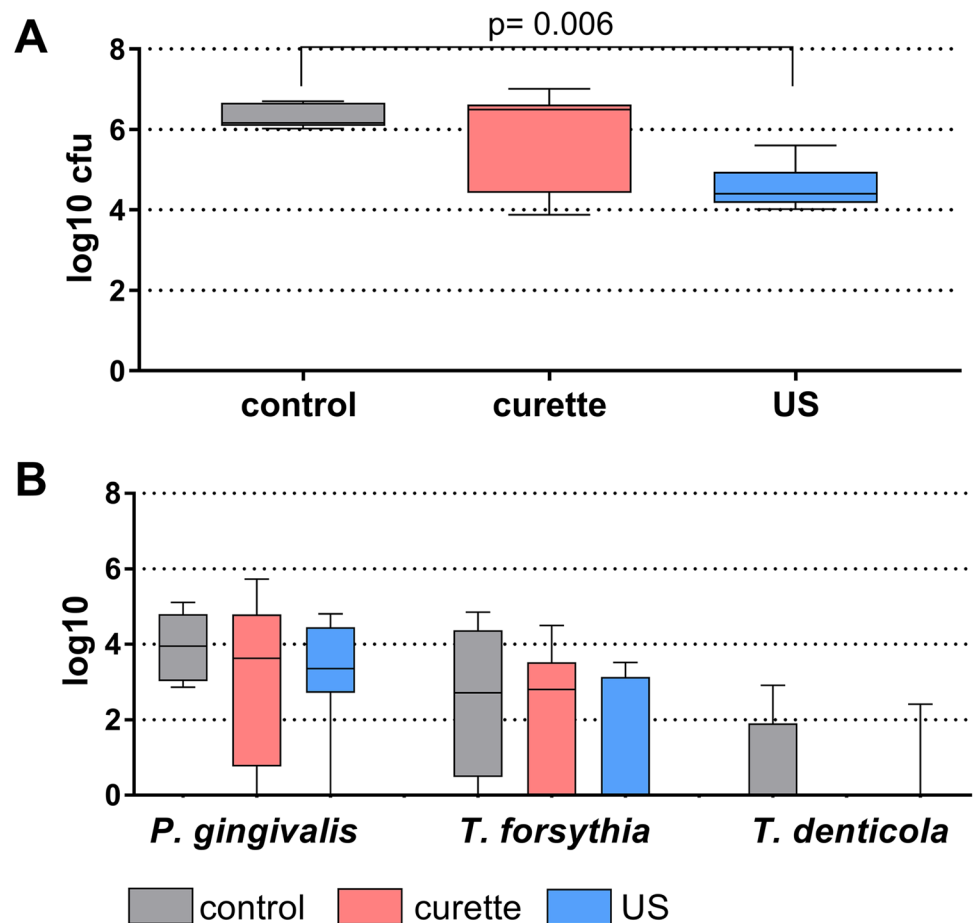 A
p= 0.006
8
6
4
2
0
log10 cfu
control curette US
B
8
6
4
2
0
log10
P. gingivalis T. forsythia T. denticola
control curette US